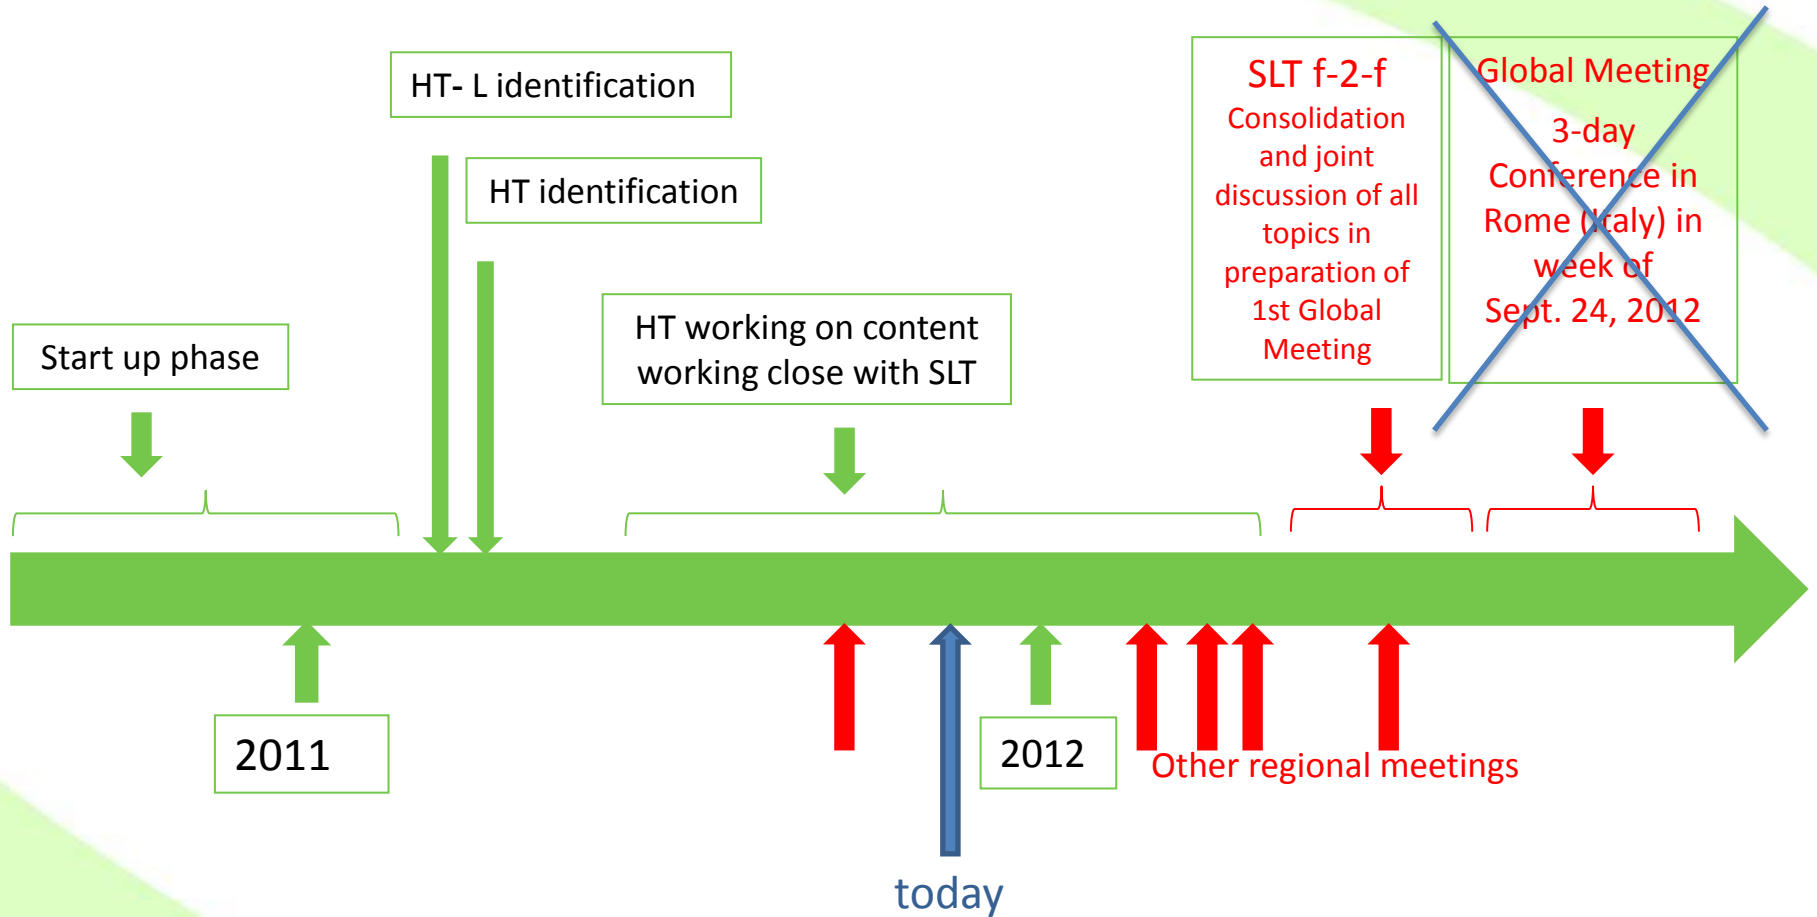 HT- L identification
HT identification
Start up phase
HT working on content
working close with SLT
SLT f-2-f
Consolidation
and joint
discussion of all
topics in
preparation of
1st Global
Meeting
Global Meeting
3-day
Conference in
Rome (Italy) in
week of
Sept. 24, 2012
2011
2012
Other regional meetings
today